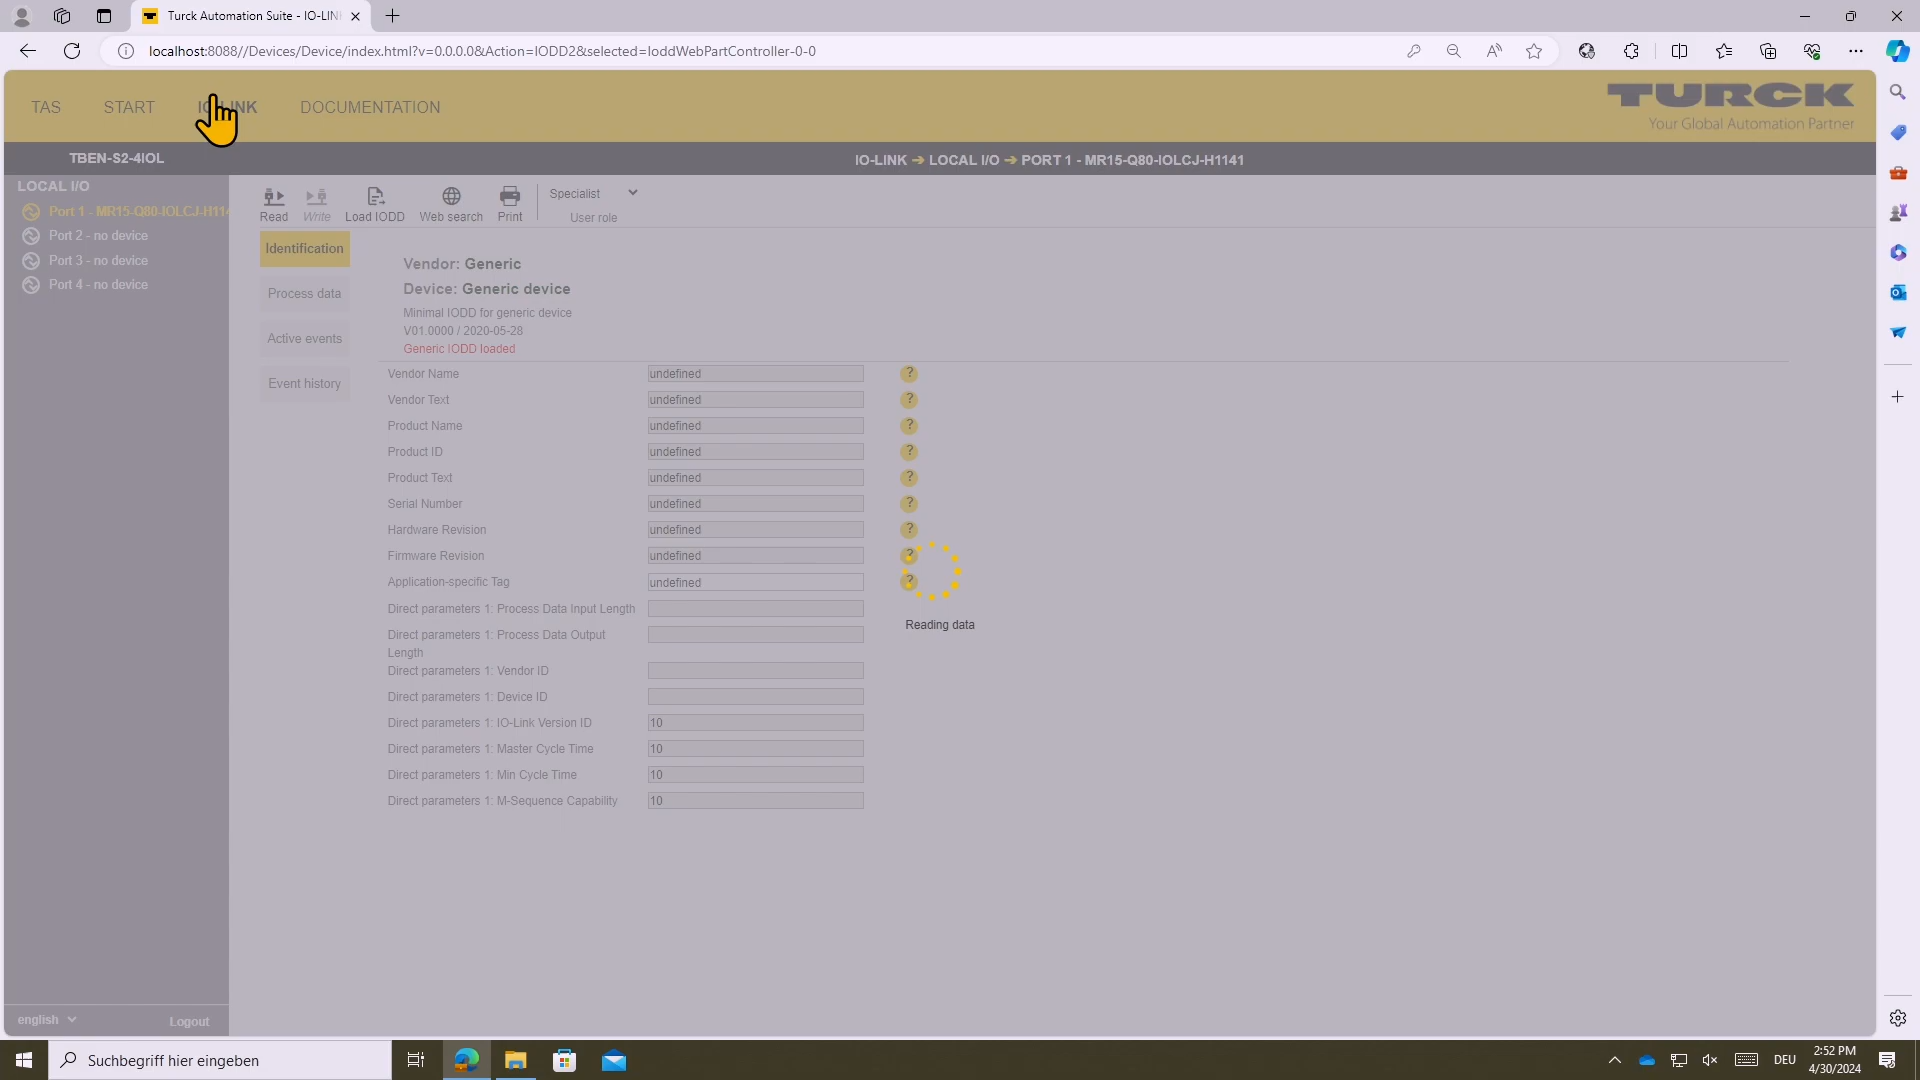 Turck Automation Suite - IO-LIN
localhost:8088//Devices/Device/index.html?v=0.0.0.0&Action=IODD2&selected=IoddWebPartController-0-0
TAS START IO-LINK DOCUMENTATION
TURCK
Your Global Automation Partner
TBEN-S2-4IOL
IO-LINK ➔ LOCAL I/O ➔ PORT 1 - MR15-Q80-IOLCJ-H1141
LOCAL I/O
Port 1 - MR15-Q80-IOLCJ-H114
Port 2 - no device
Port 3 - no device
Port 4 - no device
Read Write Load IODD Web search Print
Specialist
User role
Identification
Process data
Active events
Event history
Vendor: Generic
Device: Generic device
Minimal IODD for generic device
V01.0000 / 2020-05-28
Generic IODD loaded
Vendor Name undefined ?
Vendor Text undefined ?
Product Name undefined ?
Product ID undefined ?
Product Text undefined ?
Serial Number undefined ?
Hardware Revision undefined ?
Firmware Revision undefined ?
Application-specific Tag undefined ?
Direct parameters 1: Process Data Input Length
Direct parameters 1: Process Data Output
Length
Direct parameters 1: Vendor ID
Direct parameters 1: Device ID
Direct parameters 1: IO-Link Version ID 10
Direct parameters 1: Master Cycle Time 10
Direct parameters 1: Min Cycle Time 10
Direct parameters 1: M-Sequence Capability 10
Reading data
english
Logout
Suchbegriff hier eingeben
DEU
2:52 PM
4/30/2024